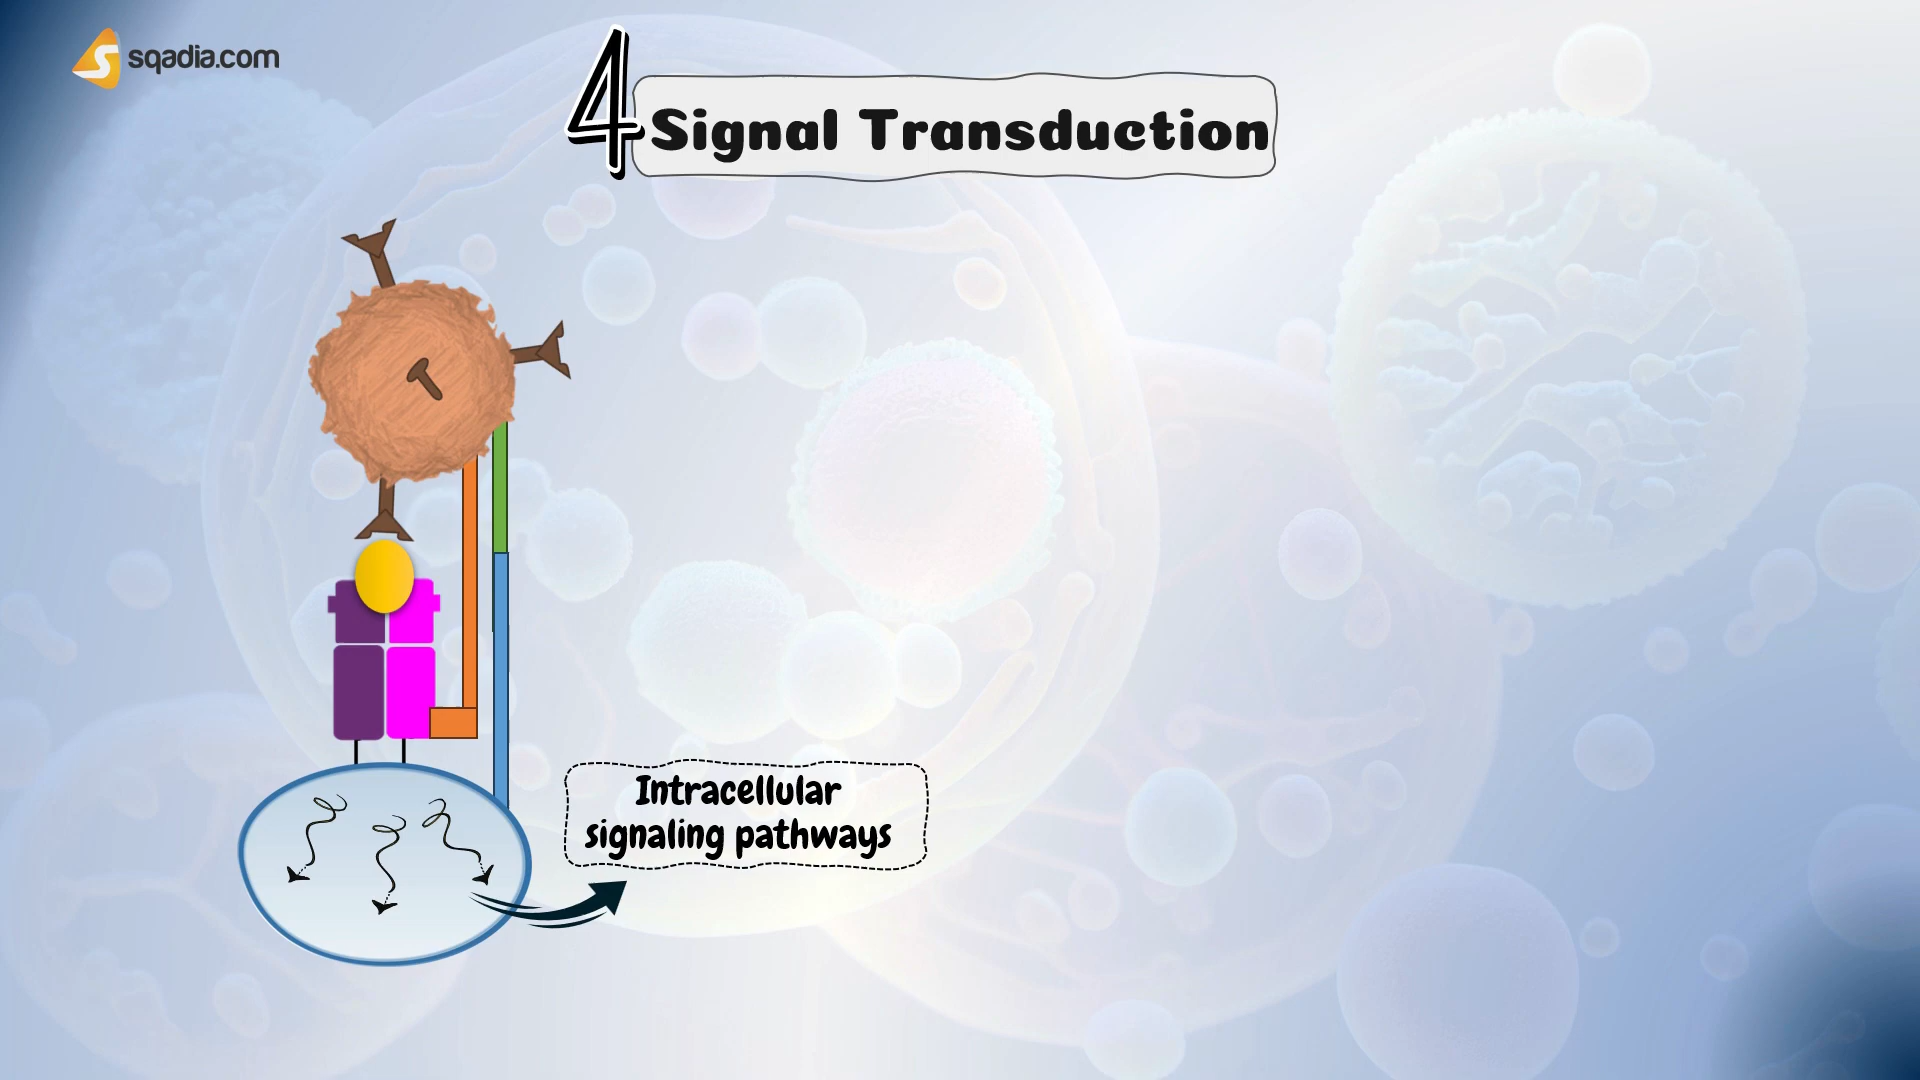 sqadia.com
4
Signal Transduction
Intracellular
signaling pathways